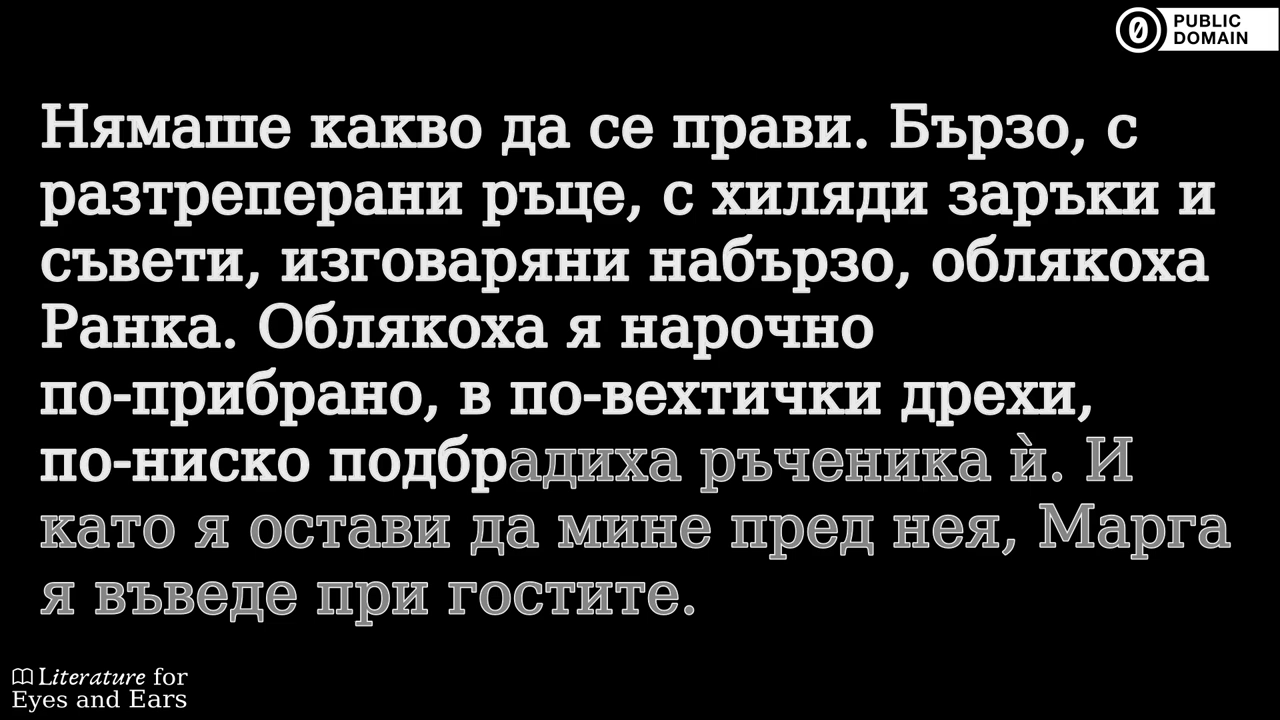 PUBLIC
DOMAIN
Нямаше какво да се прави. Бързо, с
разтреперани ръце, с хиляди заръки и
съвети, изговаряни набързо, облякоха
Ранка. Облякоха я нарочно
по-прибрано, в по-вехтички дрехи,
по-ниско подбрадиха ръченика ѝ. И
като я остави да мине пред нея, Марга
я въведе при гостите.
Literature for
Eyes and Ears